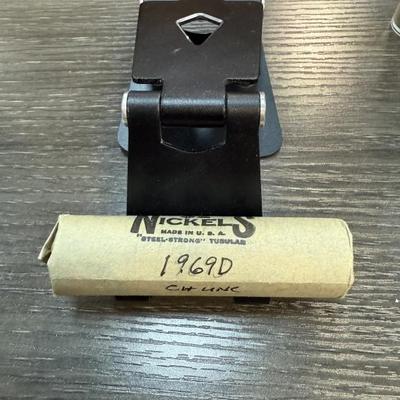 NICKELS
MADE IN U.S.A.
"STEEL-STRONG" TUBULAR
1969D
CH UNC